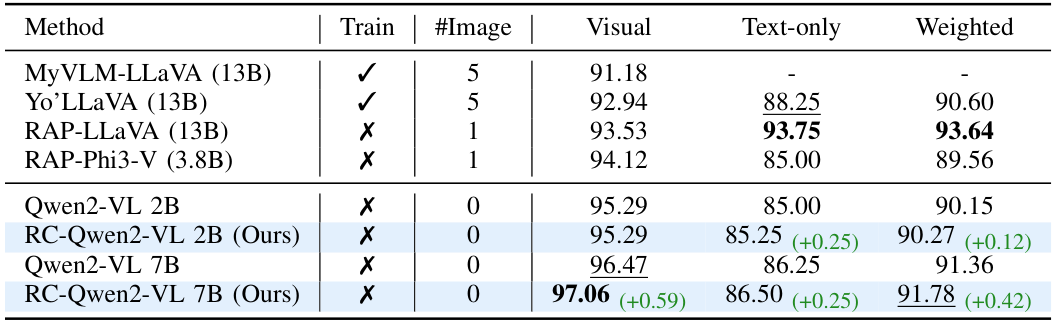 Method Train #Image Visual Text-only Weighted
MyVLM-LLaVA (13B) ✓ 5 91.18 - -
Yo'LLaVA (13B) ✓ 5 92.94 88.25 90.60
RAP-LLaVA (13B) ✗ 1 93.53 93.75 93.64
RAP-Phi3-V (3.8B) ✗ 1 94.12 85.00 89.56
Qwen2-VL 2B ✗ 0 95.29 85.00 90.15
RC-Qwen2-VL 2B (Ours) ✗ 0 95.29 85.25 (+0.25) 90.27 (+0.12)
Qwen2-VL 7B ✗ 0 96.47 86.25 91.36
RC-Qwen2-VL 7B (Ours) ✗ 0 97.06 (+0.59) 86.50 (+0.25) 91.78 (+0.42)